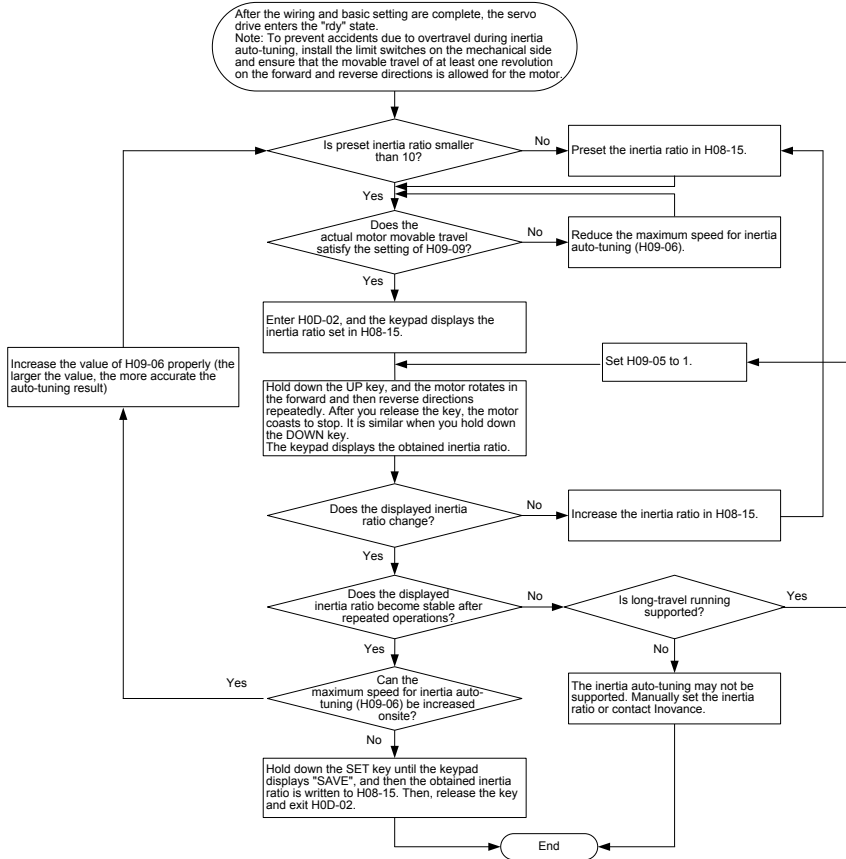 After the wiring and basic setting are complete, the servo
drive enters the "rdy" state.
Note: To prevent accidents due to overtravel during inertia
auto-tuning, install the limit switches on the mechanical side
and ensure that the movable travel of at least one revolution
on the forward and reverse directions is allowed for the motor.
Is preset inertia ratio smaller
than 10?
No
Preset the inertia ratio in H08-15.
Yes
Does the
actual motor movable travel
satisfy the setting of H09-09?
No
Reduce the maximum speed for inertia
auto-tuning (H09-06).
Yes
Enter H0D-02, and the keypad displays the
inertia ratio set in H08-15.
Increase the value of H09-06 properly (the
larger the value, the more accurate the
auto-tuning result)
Set H09-05 to 1.
Hold down the UP key, and the motor rotates in
the forward and then reverse directions
repeatedly. After you release the key, the motor
coasts to stop. It is similar when you hold down
the DOWN key.
The keypad displays the obtained inertia ratio.
Does the displayed inertia
ratio change?
No
Increase the inertia ratio in H08-15.
Yes
Does the displayed
inertia ratio become stable after
repeated operations?
No
Is long-travel running
supported?
Yes
Yes
No
Can the
maximum speed for inertia auto-
tuning (H09-06) be increased
onsite?
Yes
The inertia auto-tuning may not be
supported. Manually set the inertia
ratio or contact Inovance.
No
Hold down the SET key until the keypad
displays "SAVE", and then the obtained inertia
ratio is written to H08-15. Then, release the key
and exit H0D-02.
End